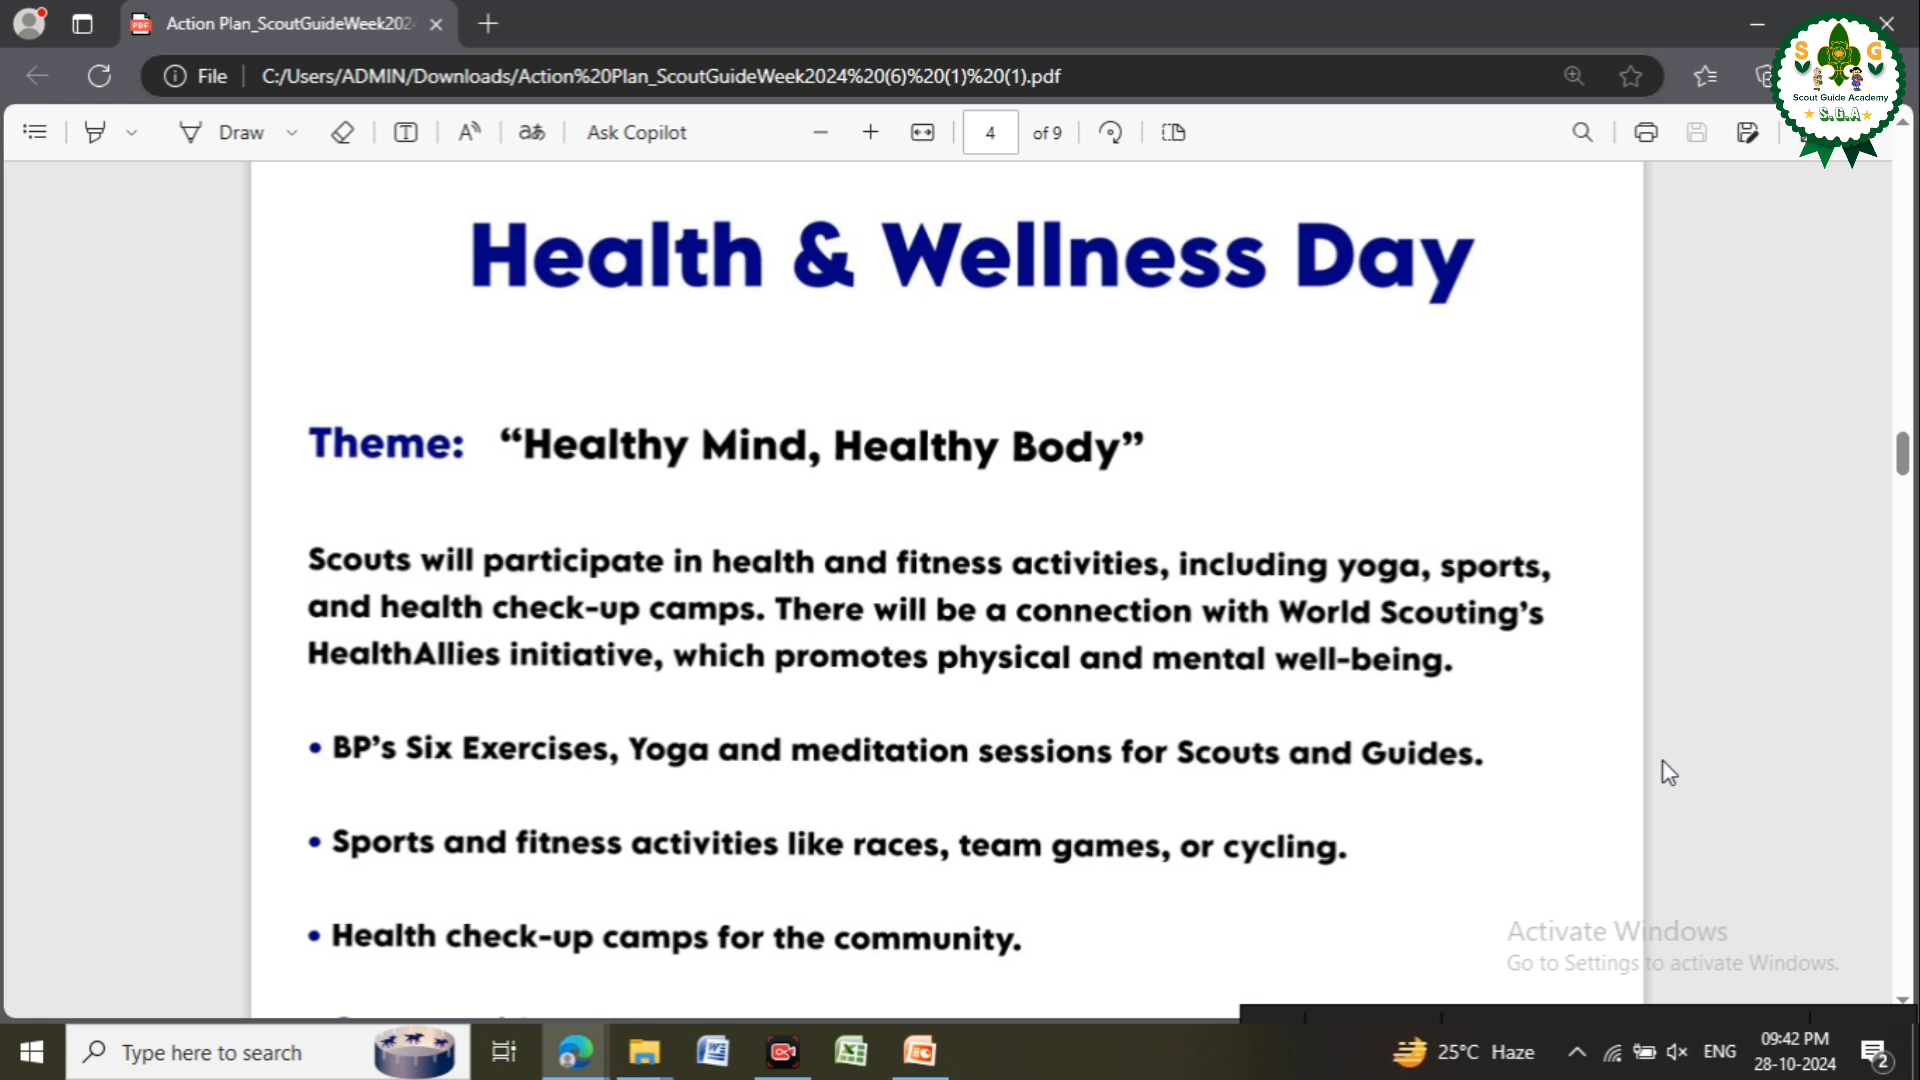 Action Plan_ScoutGuideWeek202
File
C:/Users/ADMIN/Downloads/Action%20Plan_ScoutGuideWeek2024%20(6)%20(1)%20(1).pdf
S G
Scout Guide Academy
S.G.A
Draw
Ask Copilot
4 of 9
Health & Wellness Day
Theme: “Healthy Mind, Healthy Body”
Scouts will participate in health and fitness activities, including yoga, sports,
and health check-up camps. There will be a connection with World Scouting’s
HealthAllies initiative, which promotes physical and mental well-being.
• BP’s Six Exercises, Yoga and meditation sessions for Scouts and Guides.
• Sports and fitness activities like races, team games, or cycling.
• Health check-up camps for the community.
Activate Windows
Go to Settings to activate Windows.
Type here to search
25°C Haze
ENG
09:42 PM
28-10-2024
2